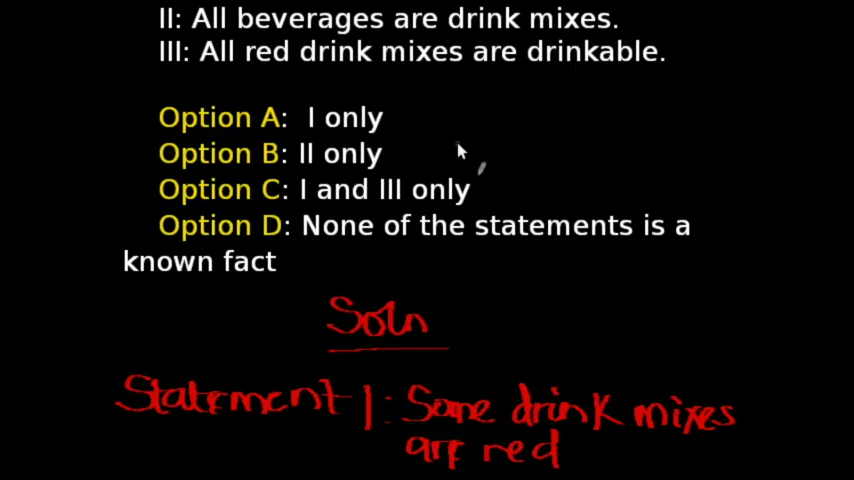 II: All beverages are drink mixes.
III: All red drink mixes are drinkable.
Option A:  I only
Option B: II only
Option C: I and III only
Option D: None of the statements is a
known fact
Soln
Statement 1: Some drink mixes
are red